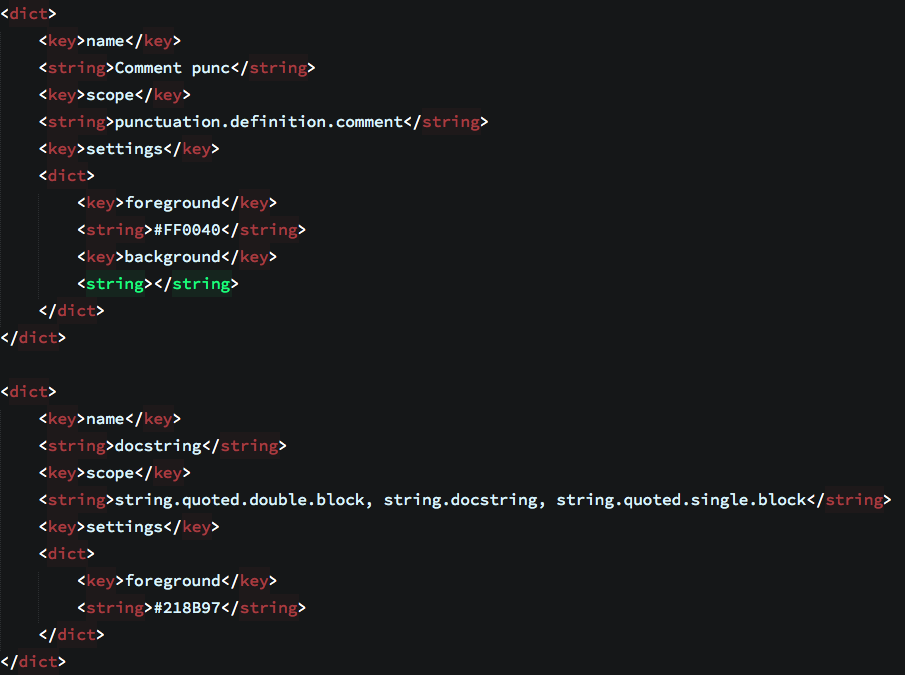 <dict>
    <key>name</key>
    <string>Comment punc</string>
    <key>scope</key>
    <string>punctuation.definition.comment</string>
    <key>settings</key>
    <dict>
        <key>foreground</key>
        <string>#FF0040</string>
        <key>background</key>
        <string></string>
    </dict>
</dict>

<dict>
    <key>name</key>
    <string>docstring</string>
    <key>scope</key>
    <string>string.quoted.double.block, string.docstring, string.quoted.single.block</string>
    <key>settings</key>
    <dict>
        <key>foreground</key>
        <string>#218B97</string>
    </dict>
</dict>